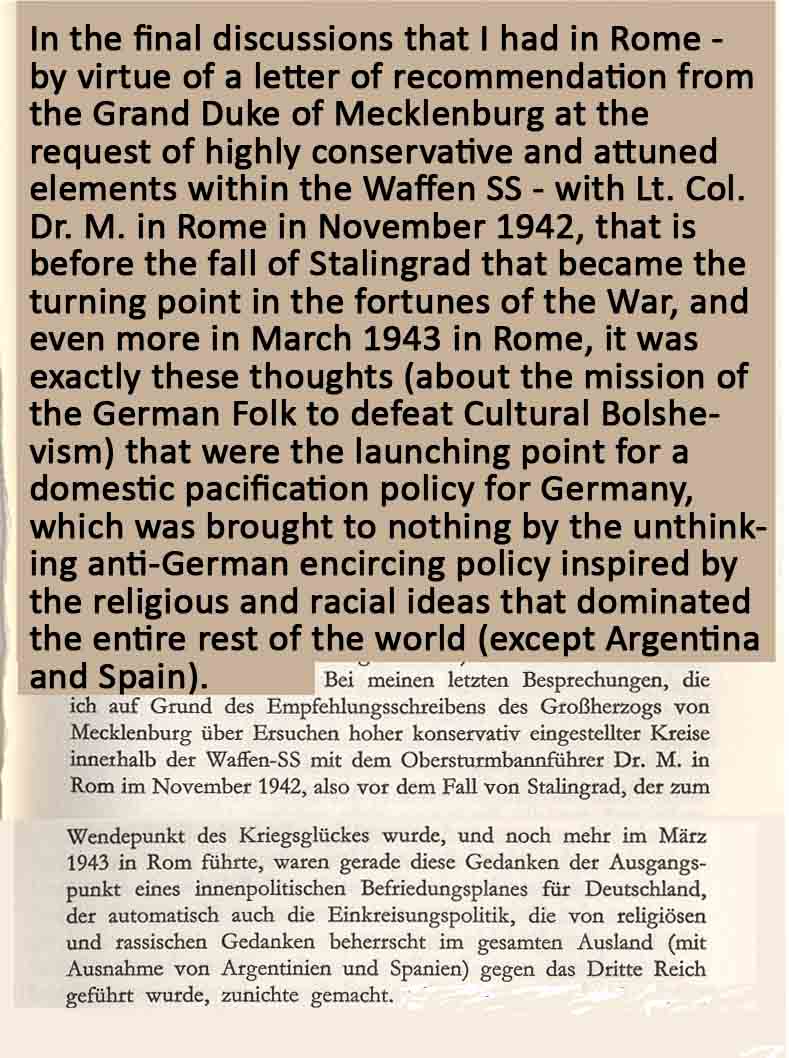 In the final discussions that I had in Rome -
by virtue of a letter of recommendation from
the Grand Duke of Mecklenburg at the
request of highly conservative and attuned
elements within the Waffen SS - with Lt. Col.
Dr. M. in Rome in November 1942, that is
before the fall of Stalingrad that became the
turning point in the fortunes of the War, and
even more in March 1943 in Rome, it was
exactly these thoughts (about the mission of
the German Folk to defeat Cultural Bolshe-
vism) that were the launching point for a
domestic pacification policy for Germany,
which was brought to nothing by the unthink-
ing anti-German encircing policy inspired by
the religious and racial ideas that dominated
the entire rest of the world (except Argentina
and Spain).
Bei meinen letzten Besprechungen, die
ich auf Grund des Empfehlungsschreibens des Großherzogs von
Mecklenburg über Ersuchen hoher konservativ eingestellter Kreise
innerhalb der Waffen-SS mit dem Obersturmbannführer Dr. M. in
Rom im November 1942, also vor dem Fall von Stalingrad, der zum
Wendepunkt des Kriegsglückes wurde, und noch mehr im März
1943 in Rom führte, waren gerade diese Gedanken der Ausgangs-
punkt eines innenpolitischen Befriedungsplanes für Deutschland,
der automatisch auch die Einkreisungspolitik, die von religiösen
und rassischen Gedanken beherrscht im gesamten Ausland (mit
Ausnahme von Argentinien und Spanien) gegen das Dritte Reich
geführt wurde, zunichte gemacht.